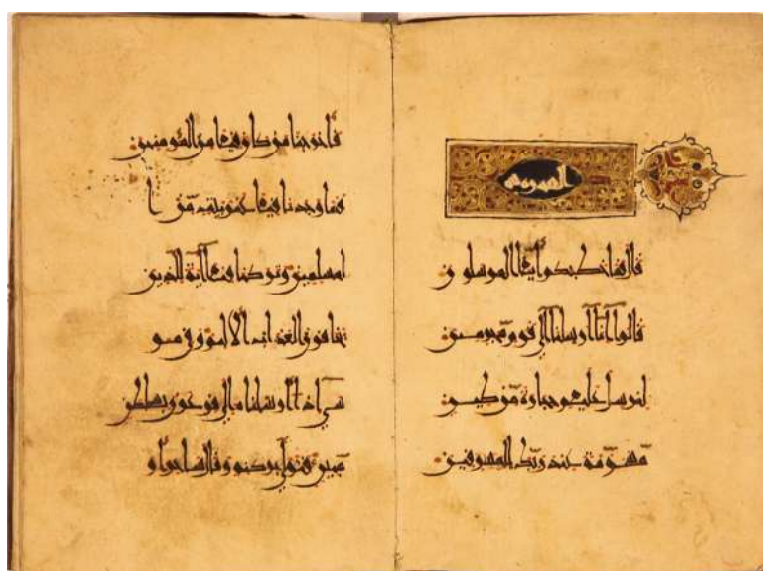 قال فما خطبكم أيها المرسلون
قالوا إنا أرسلنا إلى قوم مجرمين
لنرسل عليهم حجارة من طين
مسومة عند ربك للمسرفين
فأخرجنا من كان فيها من المؤمنين
فما وجدنا فيها غير بيت من ا
لمسلمين وتركنا فيها آية للذين
يخافون العذاب الأليم وفي مو
سى إذ أرسلناه إلى فرعون بسلطن
مبين فتولى بركنه وقال ساحر أو